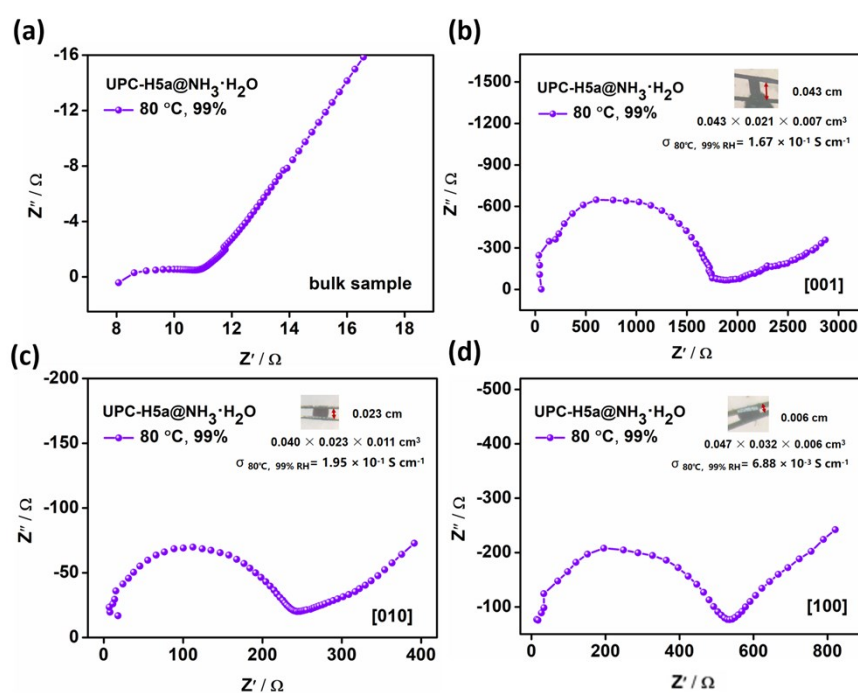 (a)
-16
-12
-8
-4
0
Z″ / Ω
UPC-H5a@NH₃·H₂O
80 °C, 99%
bulk sample
8 10 12 14 16 18
Z′ / Ω
(b)
-1500
-1200
-900
-600
-300
0
Z″ / Ω
UPC-H5a@NH₃·H₂O
80 °C, 99%
0.043 cm
0.043 × 0.021 × 0.007 cm³
σ 80℃, 99% RH = 1.67 × 10⁻¹ S cm⁻¹
[001]
0 500 1000 1500 2000 2500 3000
Z′ / Ω
(c)
-200
-150
-100
-50
0
Z″ / Ω
UPC-H5a@NH₃·H₂O
80 °C, 99%
0.023 cm
0.040 × 0.023 × 0.011 cm³
σ 80℃, 99% RH = 1.95 × 10⁻¹ S cm⁻¹
[010]
0 100 200 300 400
Z′ / Ω
(d)
-500
-400
-300
-200
-100
Z″ / Ω
UPC-H5a@NH₃·H₂O
80 °C, 99%
0.006 cm
0.047 × 0.032 × 0.006 cm³
σ 80℃, 99% RH = 6.88 × 10⁻³ S cm⁻¹
[100]
0 200 400 600 800
Z′ / Ω